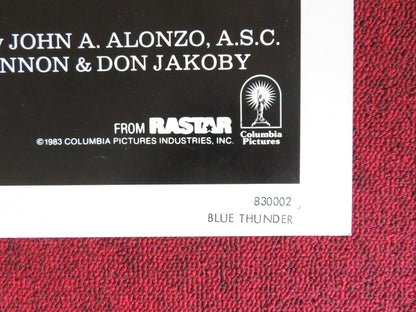 JOHN A. ALONZO, A.S.C.
NNON & DON JAKOBY
FROM RASTAR
Columbia
Pictures
©1983 COLUMBIA PICTURES INDUSTRIES, INC.
830002
BLUE THUNDER